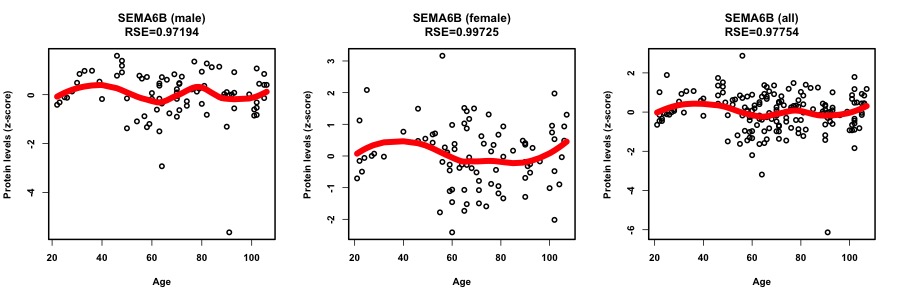 SEMA6B (male)
RSE=0.97194
Protein levels (z-score)
0
-2
-4
20 40 60 80 100
Age
SEMA6B (female)
RSE=0.99725
Protein levels (z-score)
3
2
1
0
-1
-2
20 40 60 80 100
Age
SEMA6B (all)
RSE=0.97754
Protein levels (z-score)
2
0
-2
-4
-6
20 40 60 80 100
Age